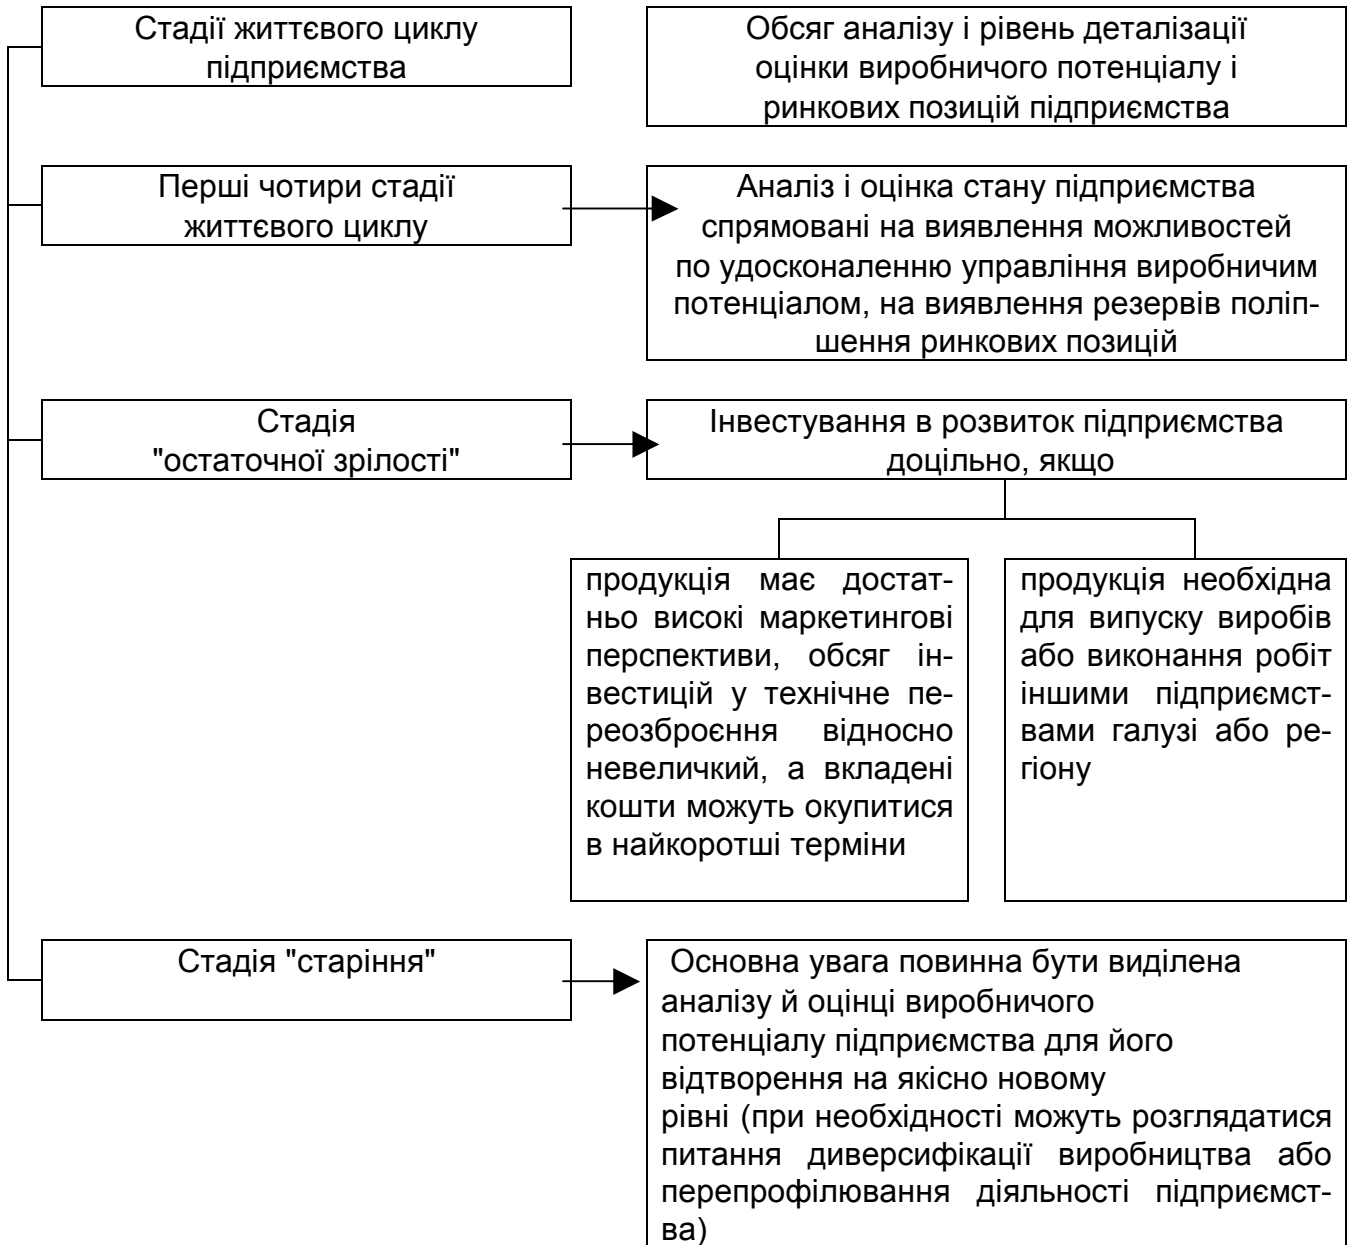 Стадії життєвого циклу
підприємства
Обсяг аналізу і рівень деталізації
оцінки виробничого потенціалу і
ринкових позицій підприємства
Перші чотири стадії
життєвого циклу
Аналіз і оцінка стану підприємства
спрямовані на виявлення можливостей
по удосконаленню управління виробничим
потенціалом, на виявлення резервів поліп-
шення ринкових позицій
Стадія
"остаточної зрілості"
Інвестування в розвиток підприємства
доцільно, якщо
продукція має достат-
ньо високі маркетингові
перспективи, обсяг ін-
вестицій у технічне пе-
реозброєння відносно
невеличкий, а вкладені
кошти можуть окупитися
в найкоротші терміни
продукція необхідна
для випуску виробів
або виконання робіт
іншими підприємст-
вами галузі або ре-
гіону
Стадія "старіння"
Основна увага повинна бути виділена
аналізу й оцінці виробничого
потенціалу підприємства для його
відтворення на якісно новому
рівні (при необхідності можуть розглядатися
питання диверсифікації виробництва або
перепрофілювання діяльності підприємст-
ва)